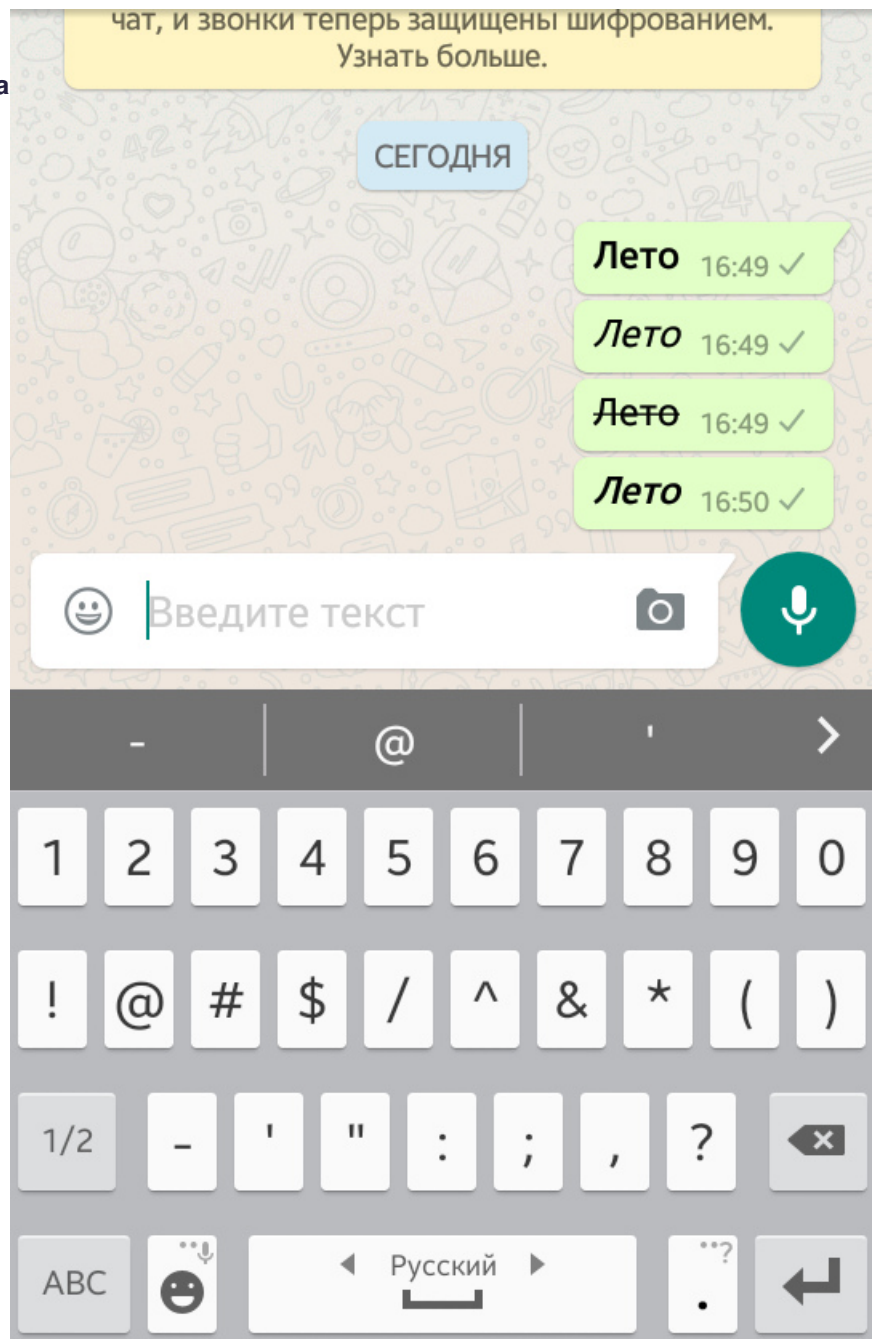 чат, и звонки теперь защищены шифрованием.
Узнать больше.
а
СЕГОДНЯ
Лето 16:49
Лето 16:49
Лето 16:49
Лето 16:50
Введите текст
- @ '
1 2 3 4 5 6 7 8 9 0
! @ # $ / ^ & * ( )
1/2 - ' " : ; , ?
ABC Русский . ?